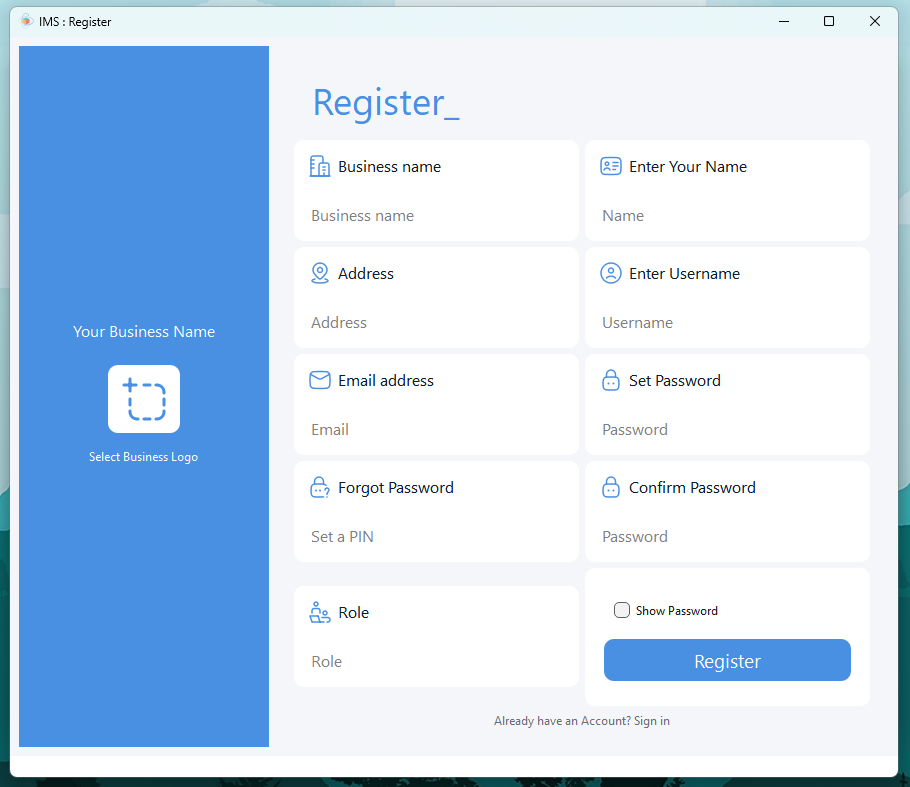 IMS : Register
Your Business Name
Select Business Logo
Register_
Business name
Business name
Enter Your Name
Name
Address
Address
Enter Username
Username
Email address
Email
Set Password
Password
Forgot Password
Set a PIN
Confirm Password
Password
Role
Role
Show Password
Register
Already have an Account? Sign in